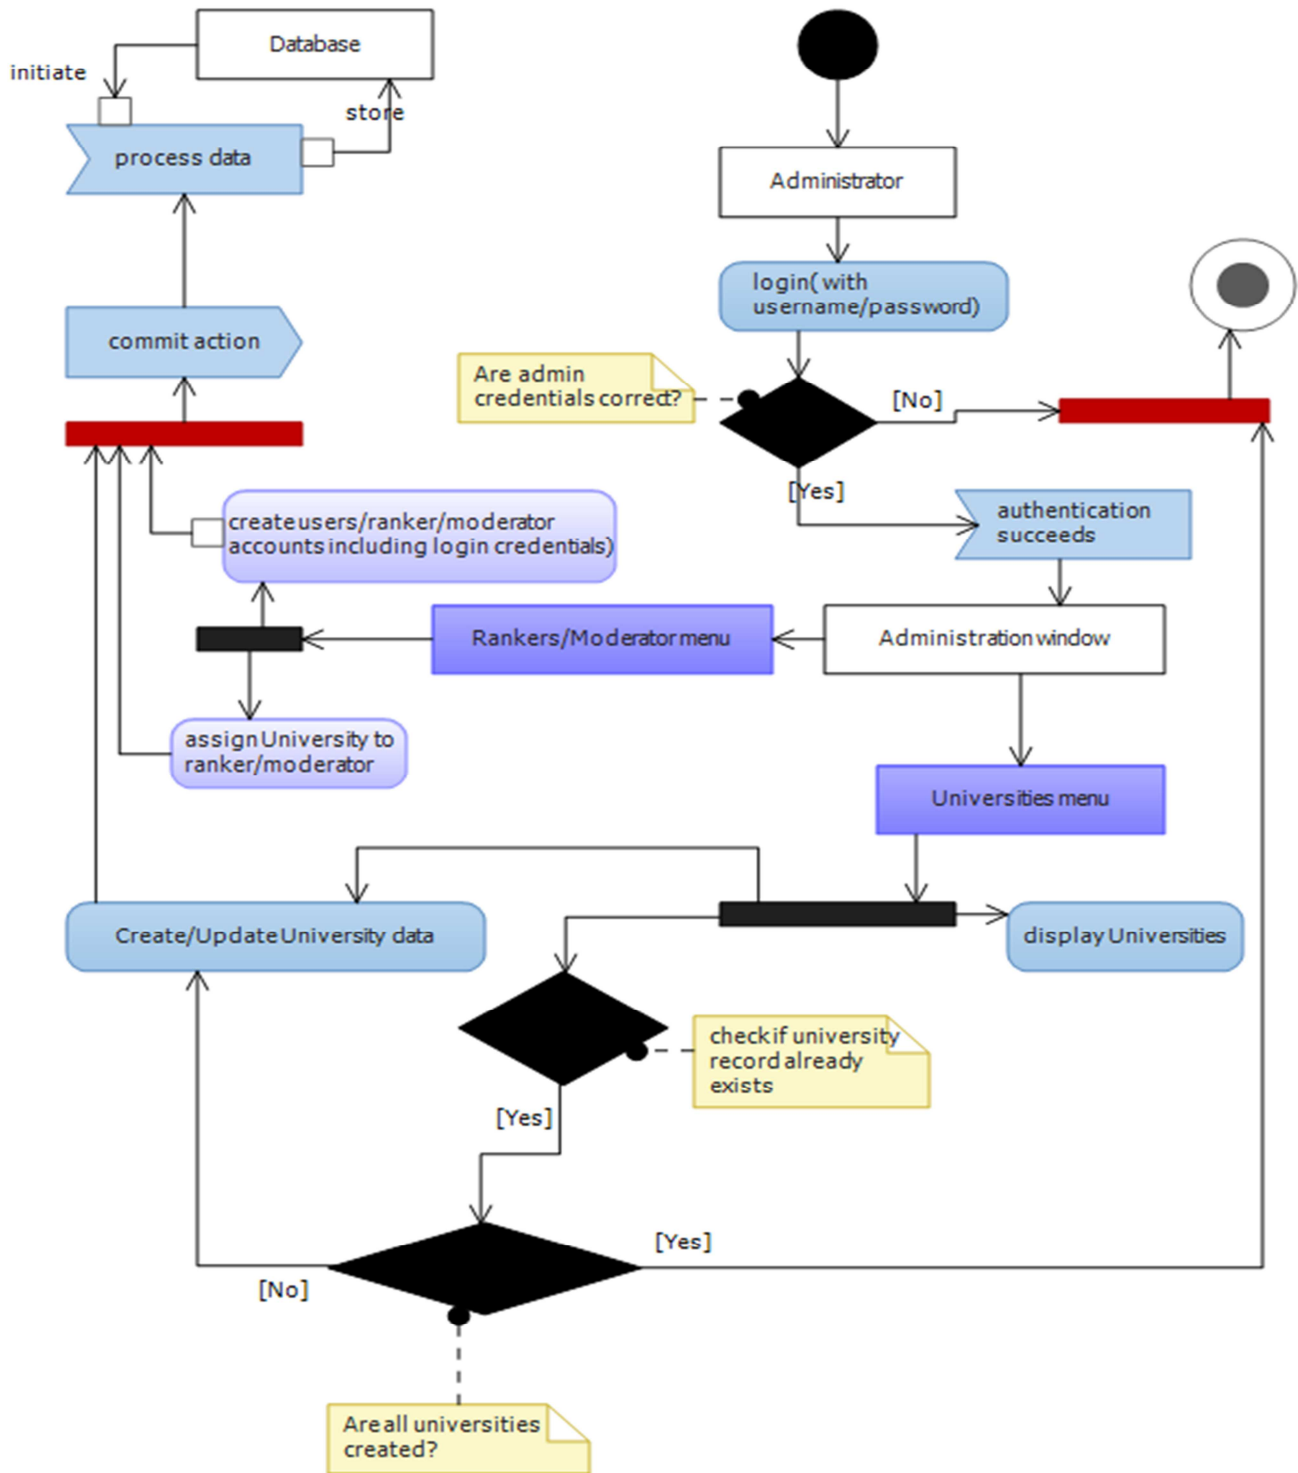 Database
initiate
store
process data
Administrator
login( with
username/password)
commit action
Are admin
credentials correct?
[No]
[Yes]
authentication
succeeds
create users/ranker/moderator
accounts including login credentials)
Rankers/Moderator menu
Administration window
assign University to
ranker/moderator
Universities menu
Create/Update University data
display Universities
check if university
record already
exists
[Yes]
[Yes]
[No]
Are all universities
created?